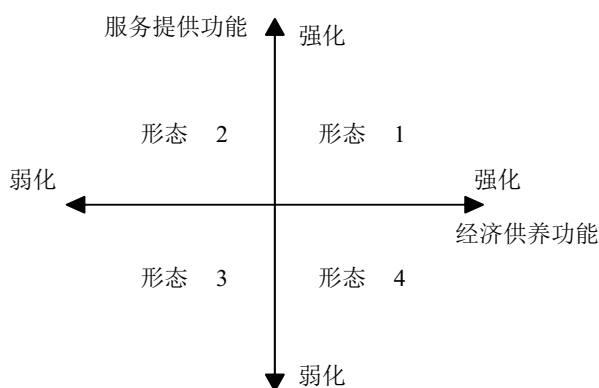 服务提供功能
强化
形态 2
形态 1
弱化
强化
经济供养功能
形态 3
形态 4
弱化